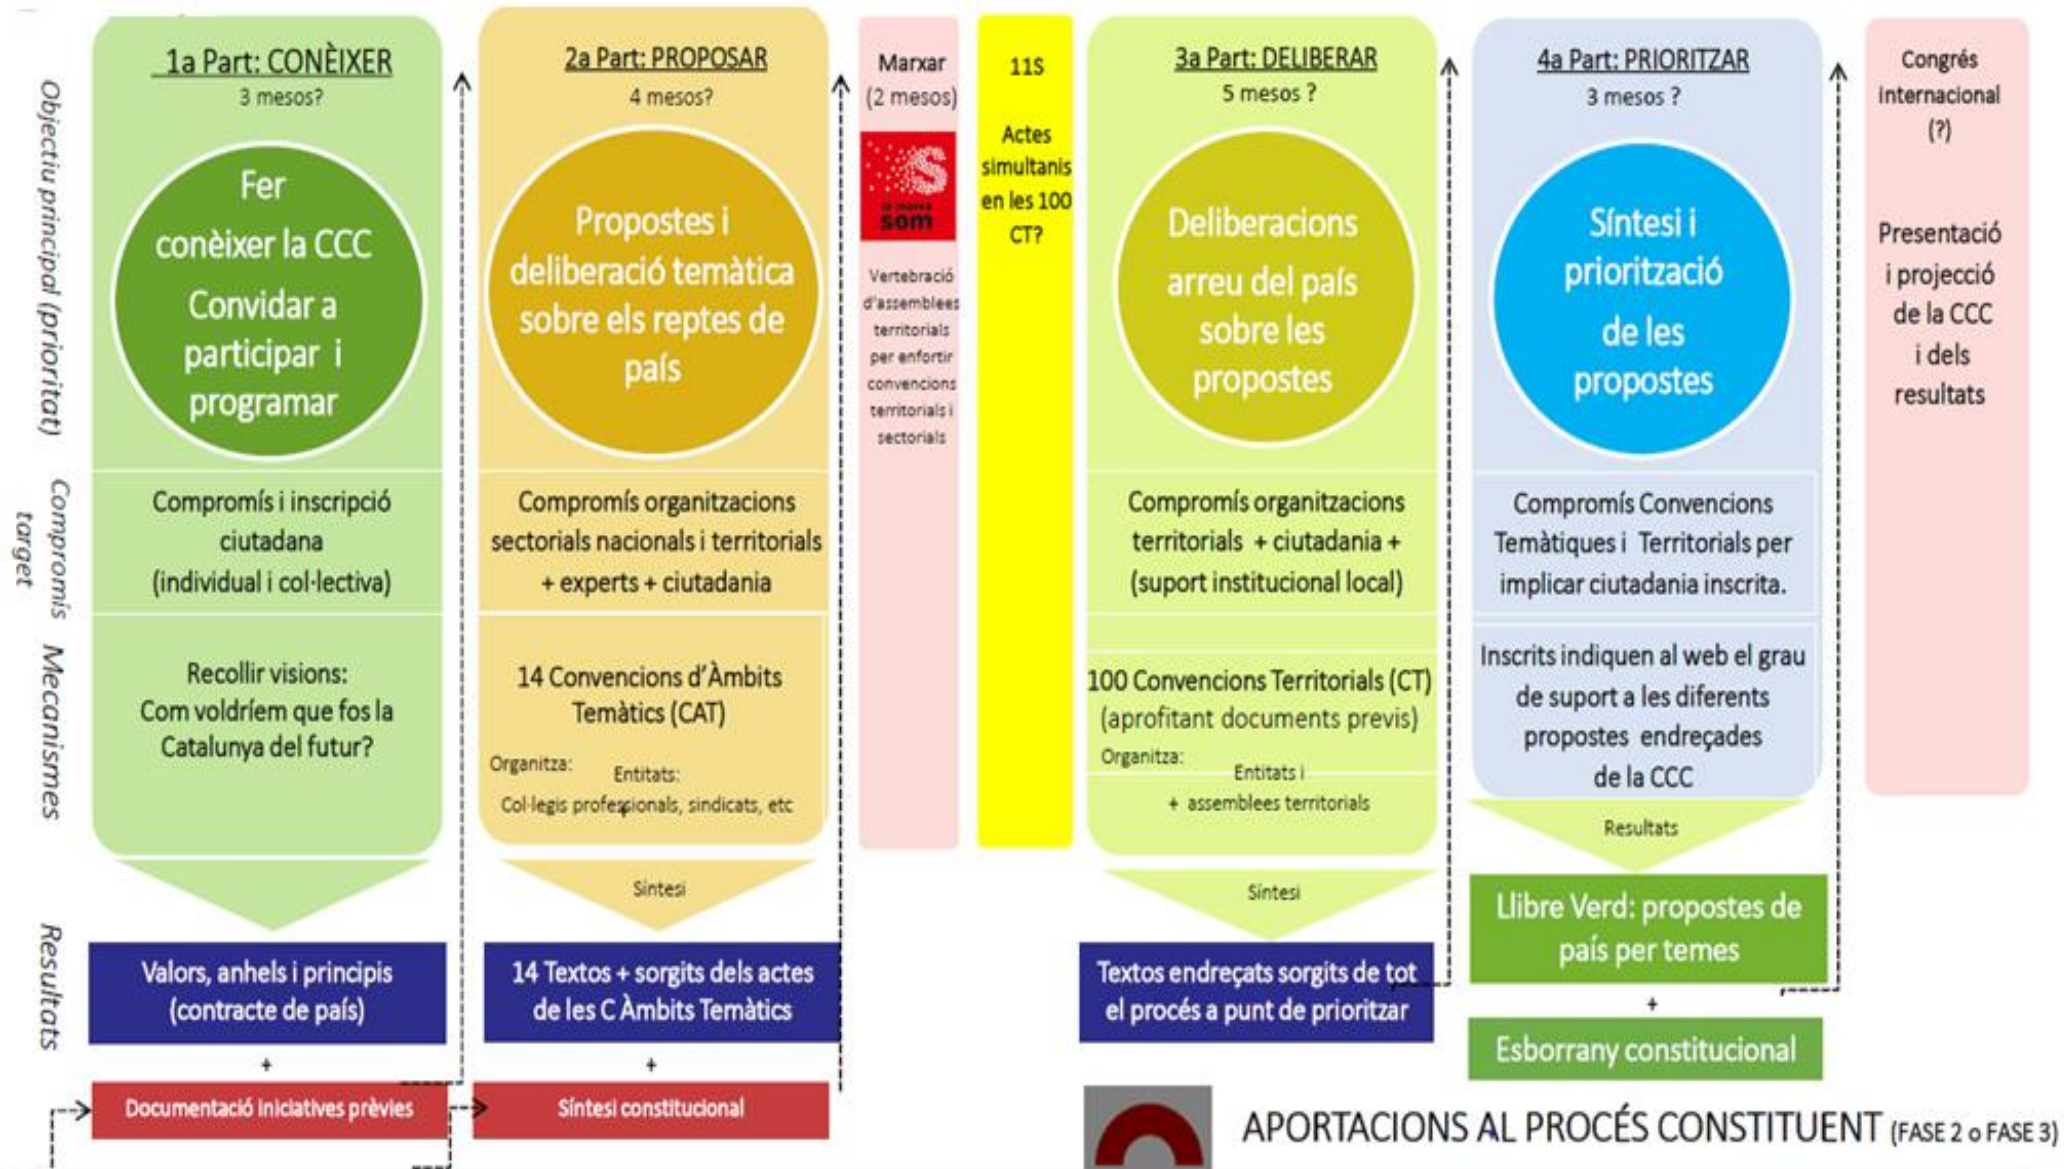 Objectiu principal (prioritat)
Compromís
target
Mecanismes
Resultats
1a Part: CONÈIXER
3 mesos?
Fer
conèixer la CCC
Convidar a
participar i
programar
Compromís i inscripció
ciutadana
(individual i col·lectiva)
Recollir visions:
Com voldríem que fos la
Catalunya del futur?
Valors, anhels i principis
(contracte de país)
+
Documentació iniciatives prèvies
2a Part: PROPOSAR
4 mesos?
Propostes i
deliberació temàtica
sobre els reptes de
país
Compromís organitzacions
sectorials nacionals i territorials
+ experts + ciutadania
14 Convencions d'Àmbits
Temàtics (CAT)
Organitza:
Entitats:
Col·legis professionals, sindicats, etc
+
Síntesi
14 Textos + sorgits dels actes
de les C Àmbits Temàtics
+
Síntesi constitucional
Marxar
(2 mesos)
S
la marxa
som
Vertebració
d'assemblees
territorials
per enfortir
convencions
territorials i
sectorials
11S
Actes
simultanis
en les 100
CT?
3a Part: DELIBERAR
5 mesos ?
Deliberacions
arreu del país
sobre les
propostes
Compromís organitzacions
territorials + ciutadania +
(suport institucional local)
100 Convencions Territorials (CT)
(aprofitant documents previs)
Organitza:
Entitats i
+ assemblees territorials
Síntesi
Textos endreçats sorgits de tot
el procés a punt de prioritzar
4a Part: PRIORITZAR
3 mesos ?
Síntesi i
priorització
de les
propostes
Compromís Convencions
Temàtiques i Territorials per
implicar ciutadania inscrita.
Inscrits indiquen al web el grau
de suport a les diferents
propostes endreçades
de la CCC
Resultats
Llibre Verd: propostes de
país per temes
+
Esborrany constitucional
Congrés
internacional
(?)
Presentació
i projecció
de la CCC
i dels
resultats
APORTACIONS AL PROCÉS CONSTITUENT (FASE 2 o FASE 3)